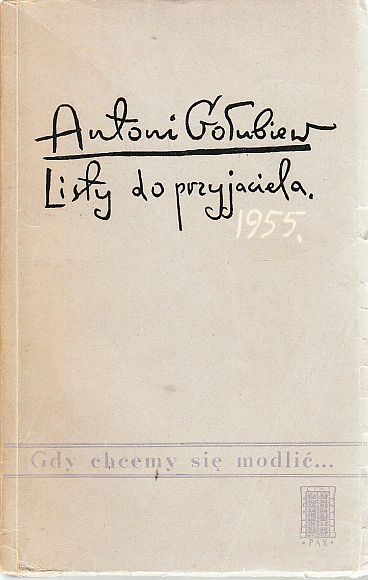 Antoni Gołubiew
Listy do przyjaciela.
1955.
Gdy chcemy się modlić...
• PAX •